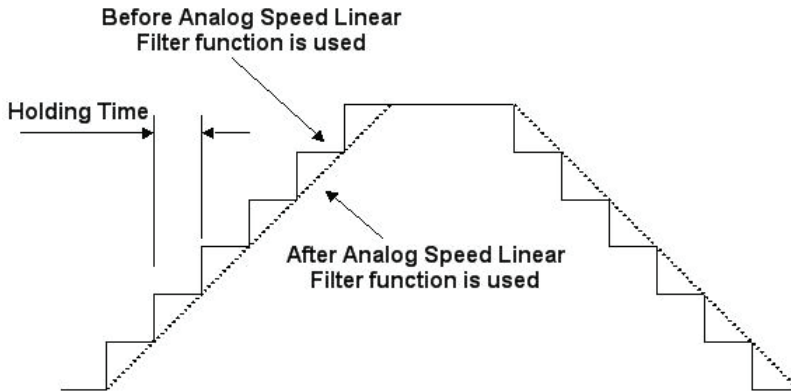 Before Analog Speed Linear
Filter function is used
Holding Time
After Analog Speed Linear
Filter function is used